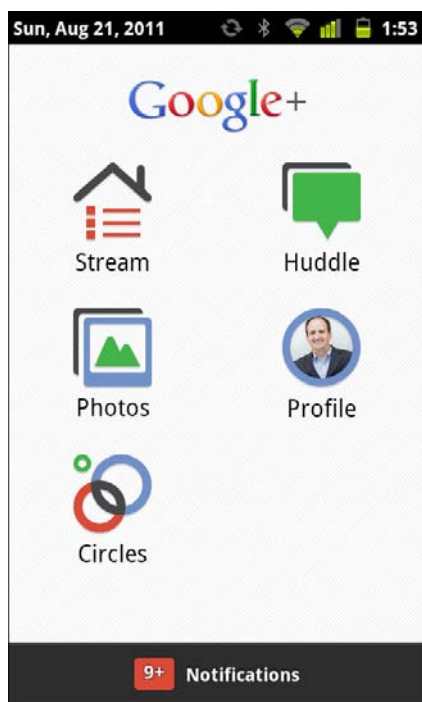 Sun, Aug 21, 2011 1:53
Google+
Stream Huddle
Photos Profile
Circles
9+ Notifications